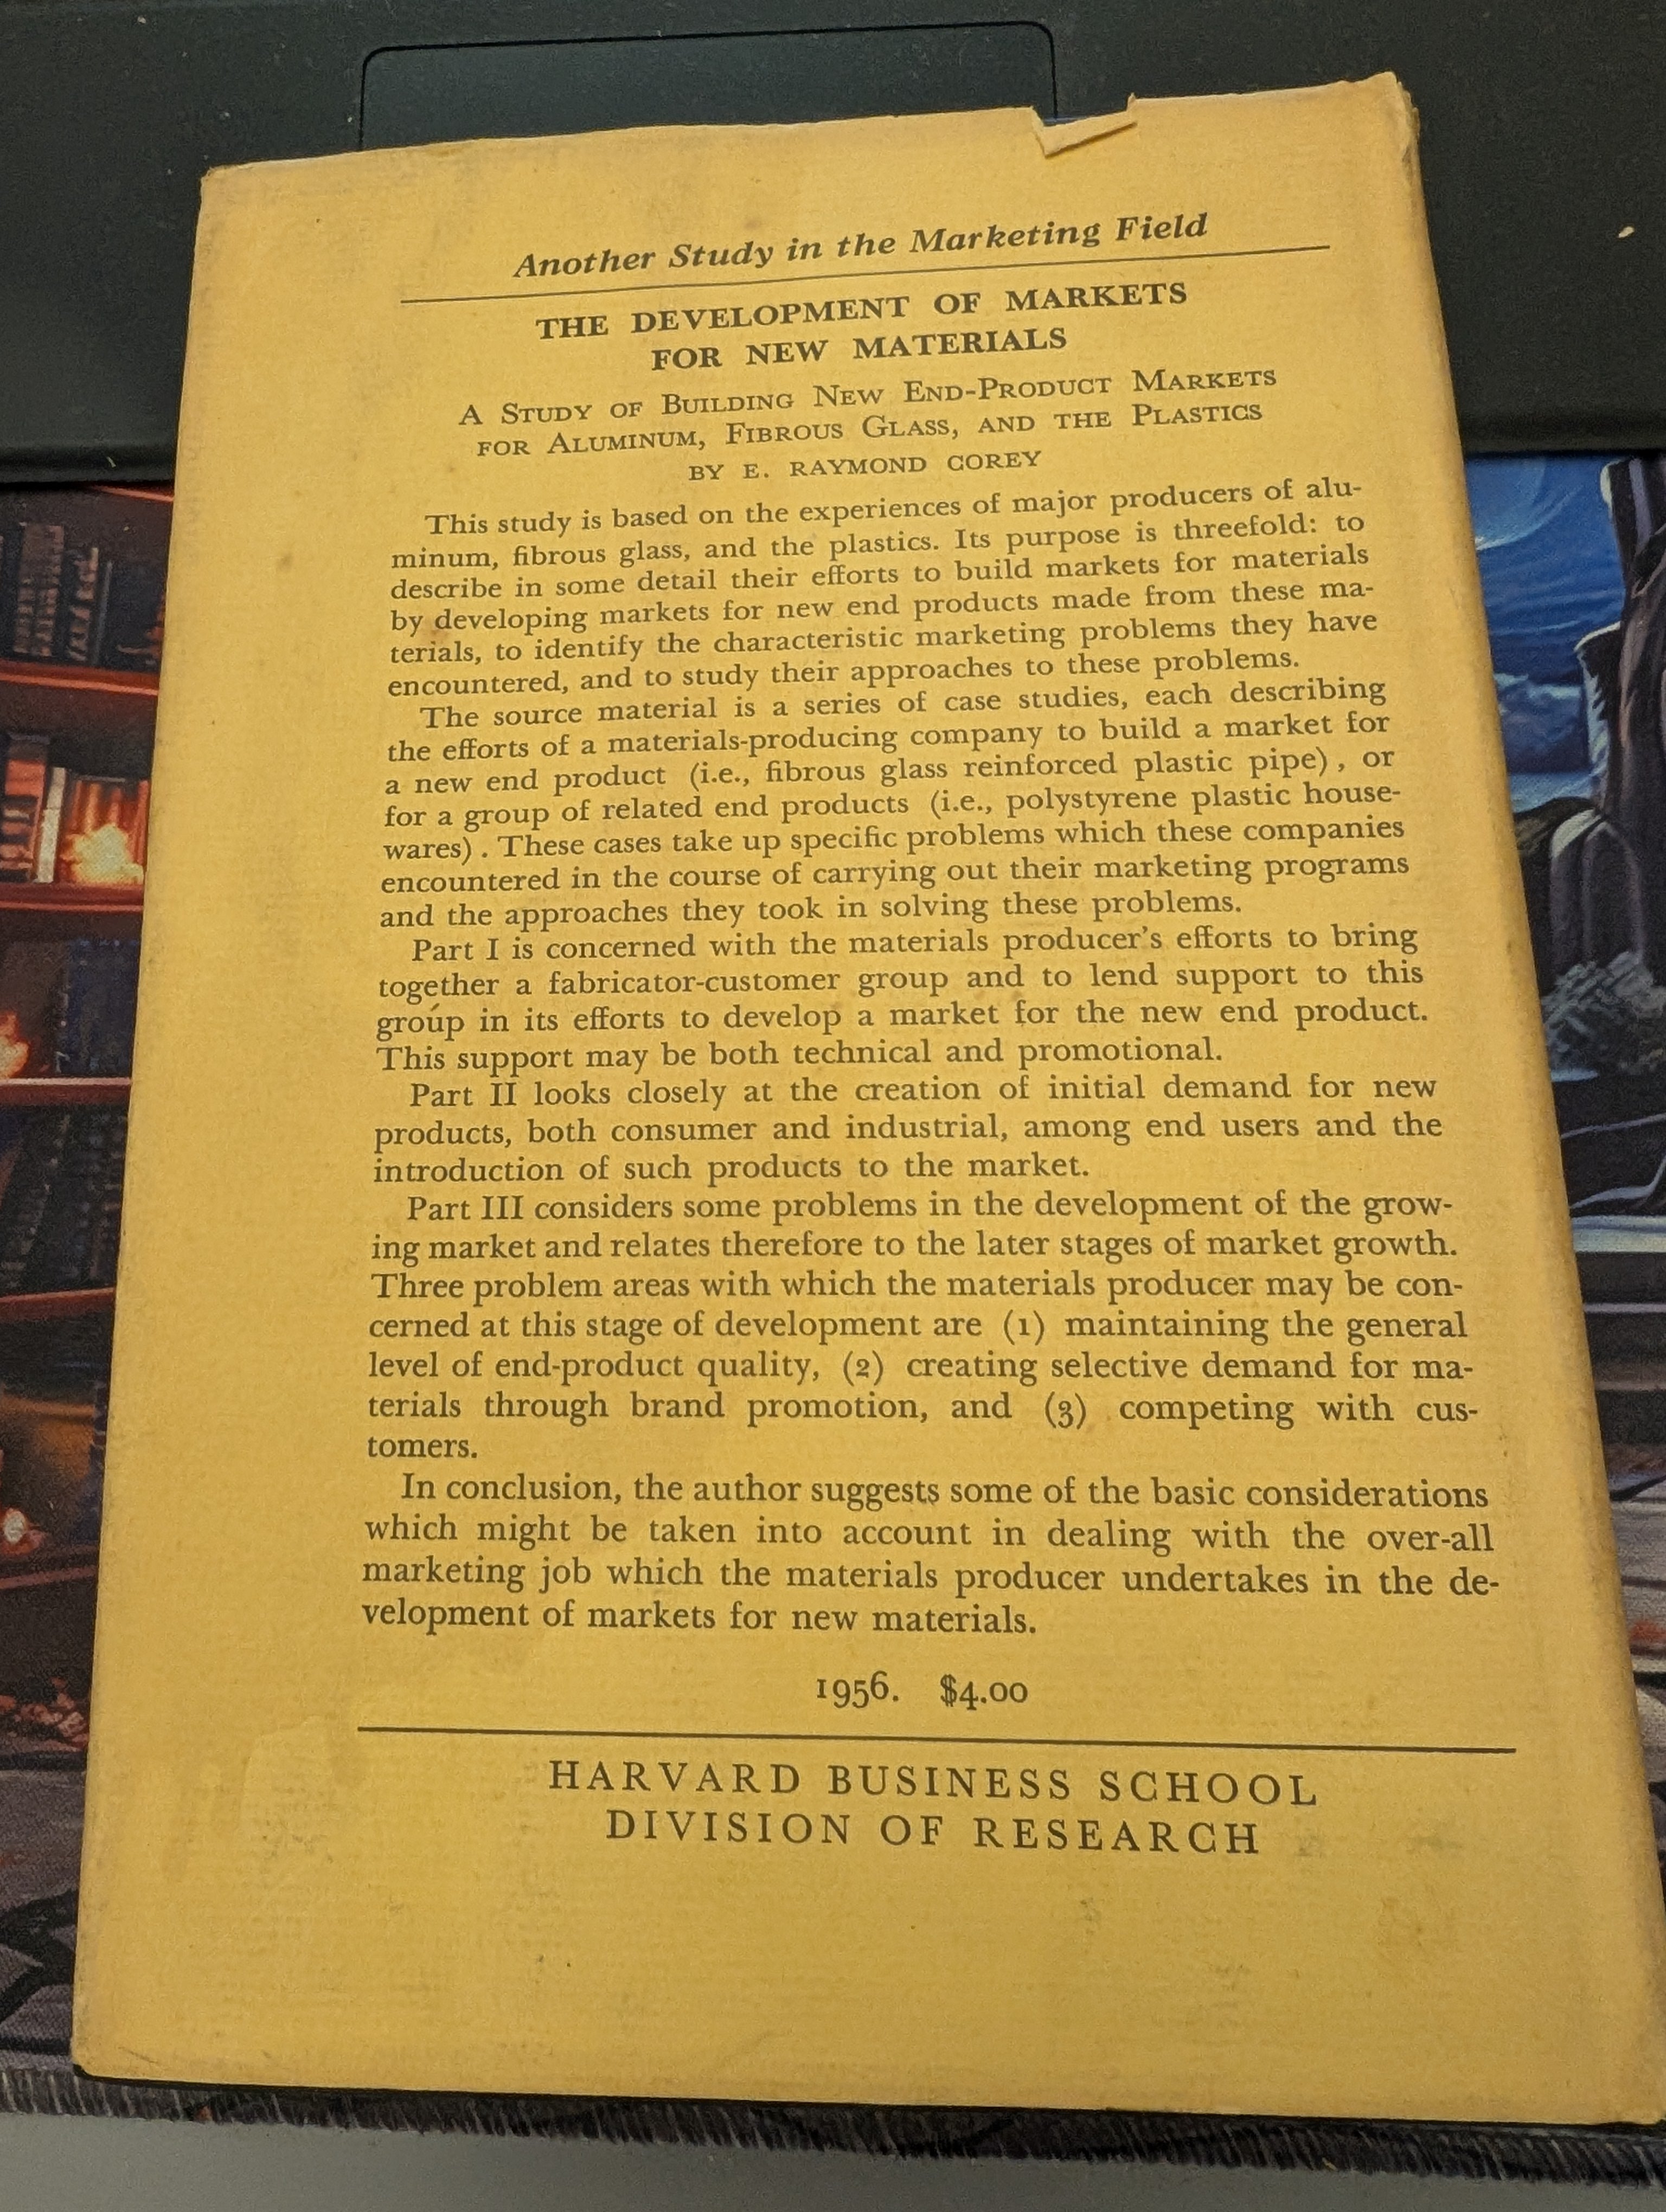 Another Study in the Marketing Field
THE DEVELOPMENT OF MARKETS
FOR NEW MATERIALS
A STUDY OF BUILDING NEW END-PRODUCT MARKETS
FOR ALUMINUM, FIBROUS GLASS, AND THE PLASTICS
BY E. RAYMOND COREY
This study is based on the experiences of major producers of alu-
minum, fibrous glass, and the plastics. Its purpose is threefold: to
describe in some detail their efforts to build markets for materials
by developing markets for new end products made from these ma-
terials, to identify the characteristic marketing problems they have
encountered, and to study their approaches to these problems.
The source material is a series of case studies, each describing
the efforts of a materials-producing company to build a market for
a new end product (i.e., fibrous glass reinforced plastic pipe), or
for a group of related end products (i.e., polystyrene plastic house-
wares). These cases take up specific problems which these companies
encountered in the course of carrying out their marketing programs
and the approaches they took in solving these problems.
Part I is concerned with the materials producer's efforts to bring
together a fabricator-customer group and to lend support to this
group in its efforts to develop a market for the new end product.
This support may be both technical and promotional.
Part II looks closely at the creation of initial demand for new
products, both consumer and industrial, among end users and the
introduction of such products to the market.
Part III considers some problems in the development of the grow-
ing market and relates therefore to the later stages of market growth.
Three problem areas with which the materials producer may be con-
cerned at this stage of development are (1) maintaining the general
level of end-product quality, (2) creating selective demand for ma-
terials through brand promotion, and (3) competing with cus-
tomers.
In conclusion, the author suggests some of the basic considerations
which might be taken into account in dealing with the over-all
marketing job which the materials producer undertakes in the de-
velopment of markets for new materials.
1956. $4.00
HARVARD BUSINESS SCHOOL
DIVISION OF RESEARCH